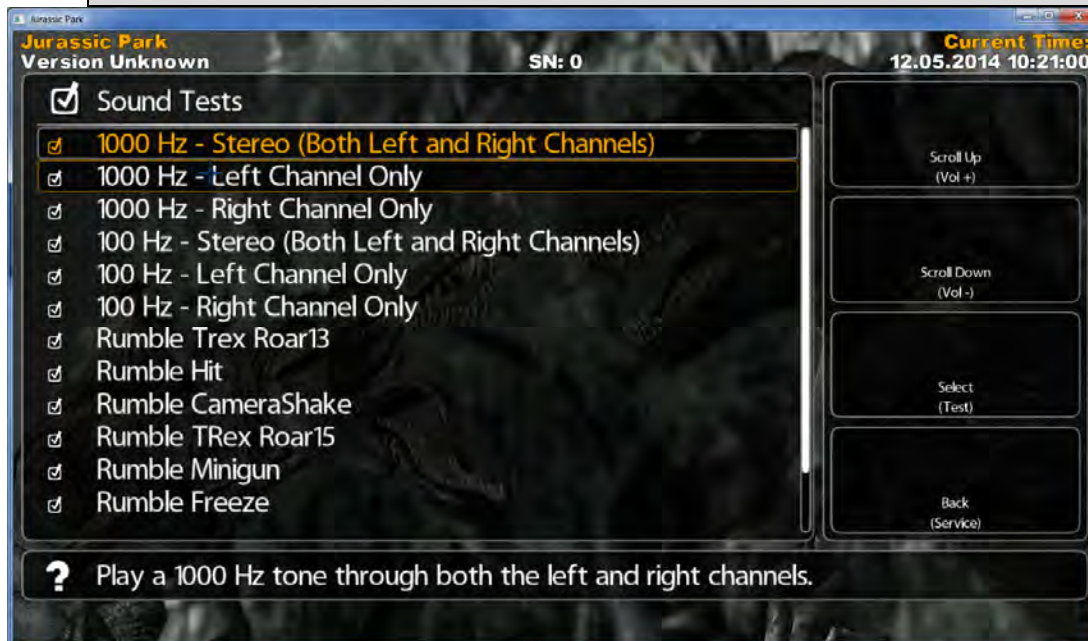 Jurassic Park
Jurassic Park
Current Time:
Version Unknown
SN: 0
12.05.2014 10:21:00
Sound Tests
1000 Hz - Stereo (Both Left and Right Channels)
1000 Hz - Left Channel Only
1000 Hz - Right Channel Only
100 Hz - Stereo (Both Left and Right Channels)
100 Hz - Left Channel Only
100 Hz - Right Channel Only
Rumble Trex Roar13
Rumble Hit
Rumble CameraShake
Rumble TRex Roar15
Rumble Minigun
Rumble Freeze
Scroll Up
(Vol +)
Scroll Down
(Vol -)
Select
(Test)
Back
(Service)
? Play a 1000 Hz tone through both the left and right channels.